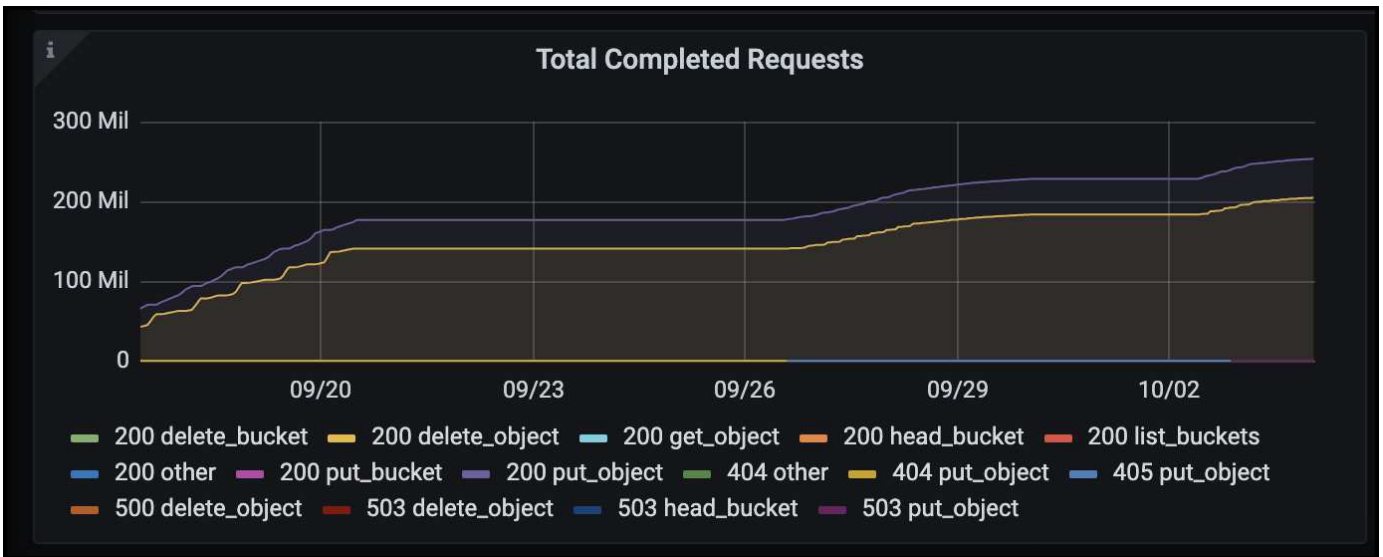 i
Total Completed Requests
300 Mil
200 Mil
100 Mil
0
09/20 09/23 09/26 09/29 10/02
200 delete_bucket 200 delete_object 200 get_object 200 head_bucket 200 list_buckets
200 other 200 put_bucket 200 put_object 404 other 404 put_object 405 put_object
500 delete_object 503 delete_object 503 head_bucket 503 put_object